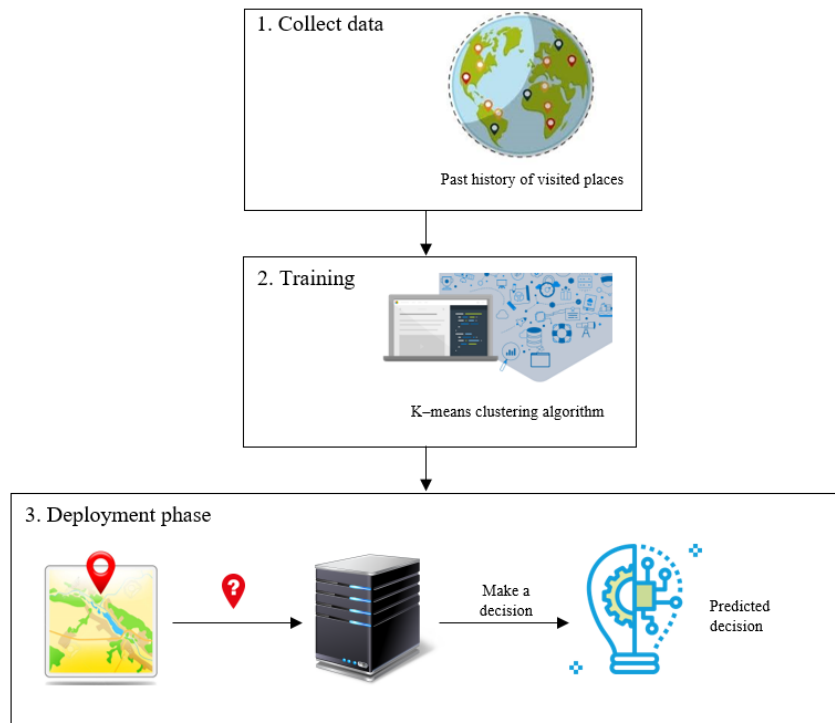 1. Collect data
Past history of visited places
2. Training
K–means clustering algorithm
3. Deployment phase
?
Make a
decision
Predicted
decision